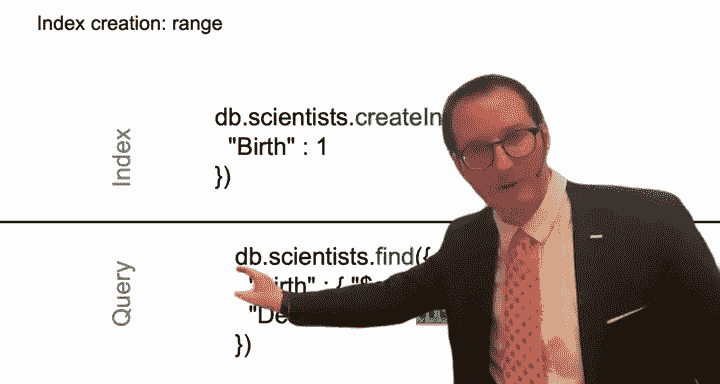 Index creation: range
Index
db.scientists.createIn
"Birth" : 1
})
Query
db.scientists.find({
: { "$
})